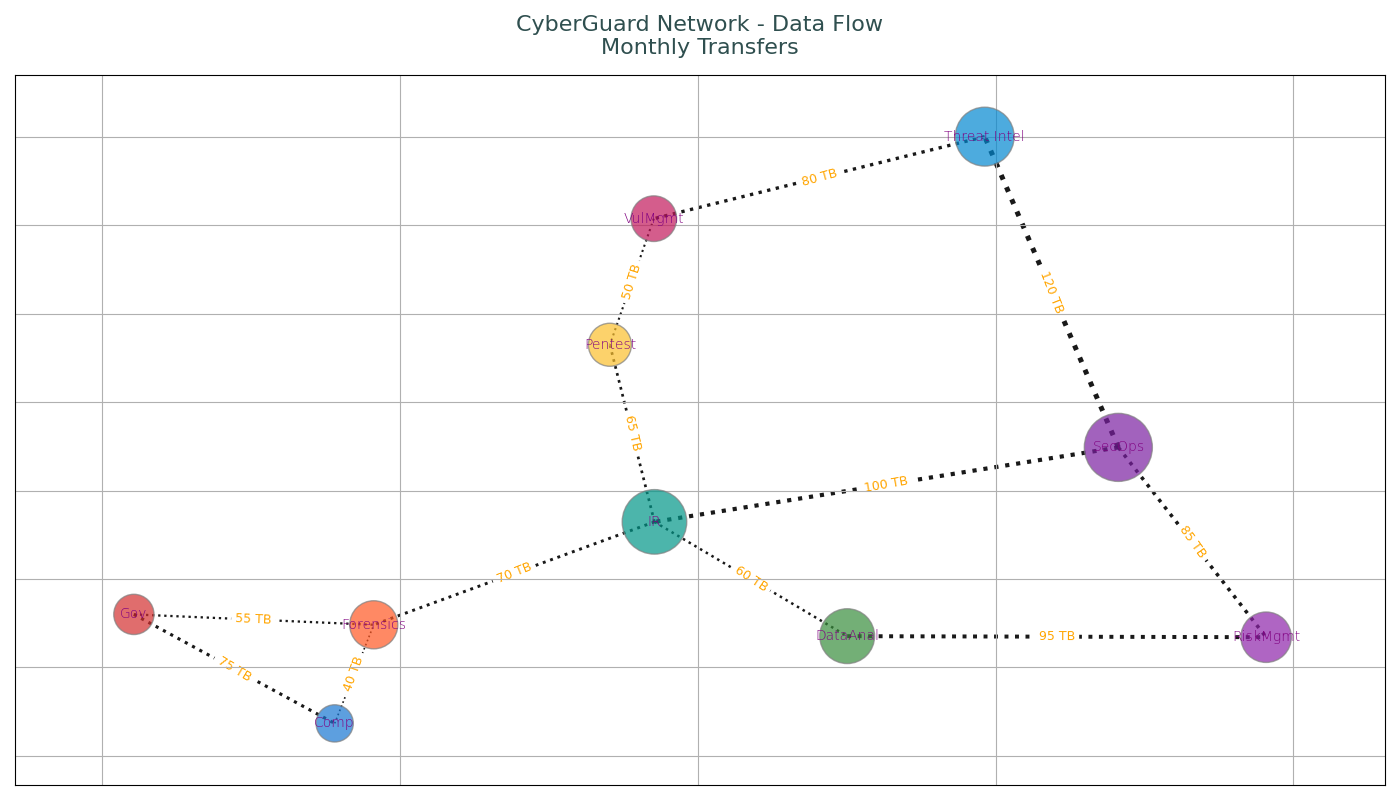 CyberGuard Network - Data Flow
Monthly Transfers
Threat Intel
80 TB
VulMgmt
50 TB
120 TB
Pentest
65 TB
SecOps
100 TB
IR
85 TB
70 TB
60 TB
Gov
55 TB
Forensics
DataAnal
95 TB
RiskMgmt
75 TB
40 TB
Comp